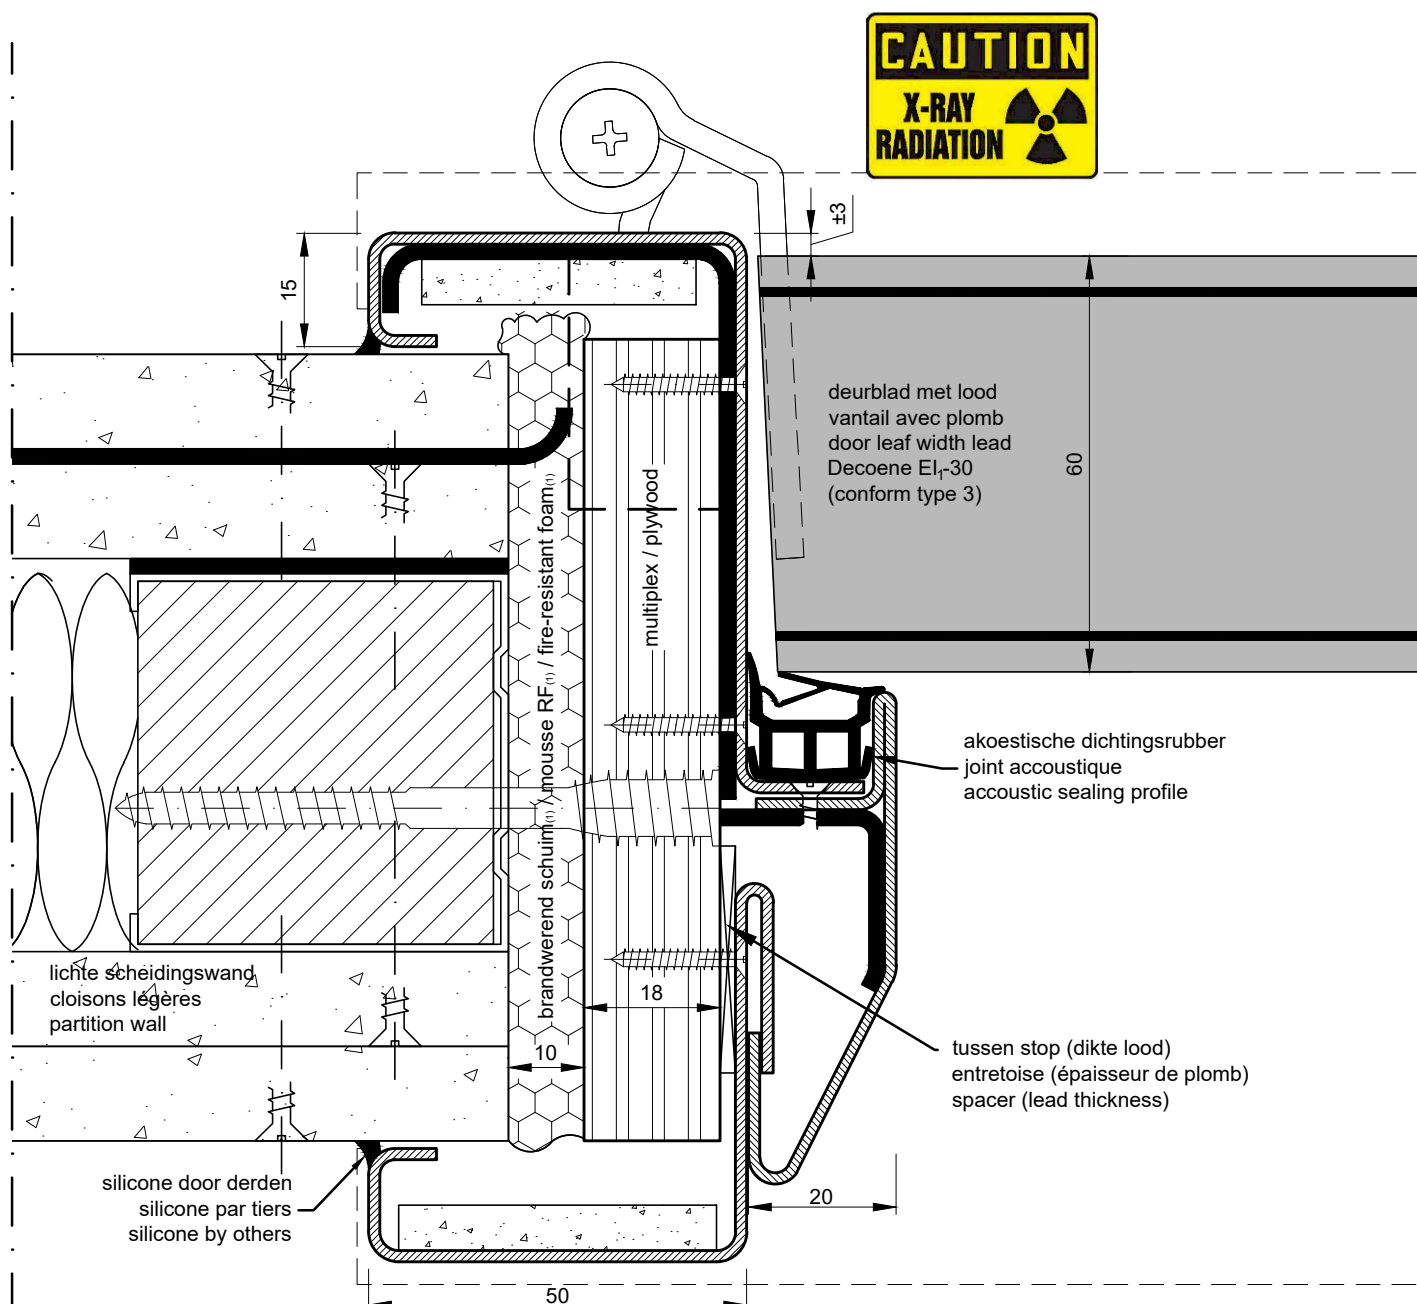 CAUTION
X-RAY
RADIATION
±3
15
deurblad met lood
vantail avec plomb
door leaf width lead
Decoene EI₁-30
(conform type 3)
60
brandwerend schuim(1) / mousse RF(1) / fire-resistant foam(1)
multiplex / plywood
akoestische dichtingsrubber
joint accoustique
accoustic sealing profile
lichte scheidingswand
cloisons légères
partition wall
18
10
tussen stop (dikte lood)
entretoise (épaisseur de plomb)
spacer (lead thickness)
silicone door derden
silicone par tiers
silicone by others
20
50